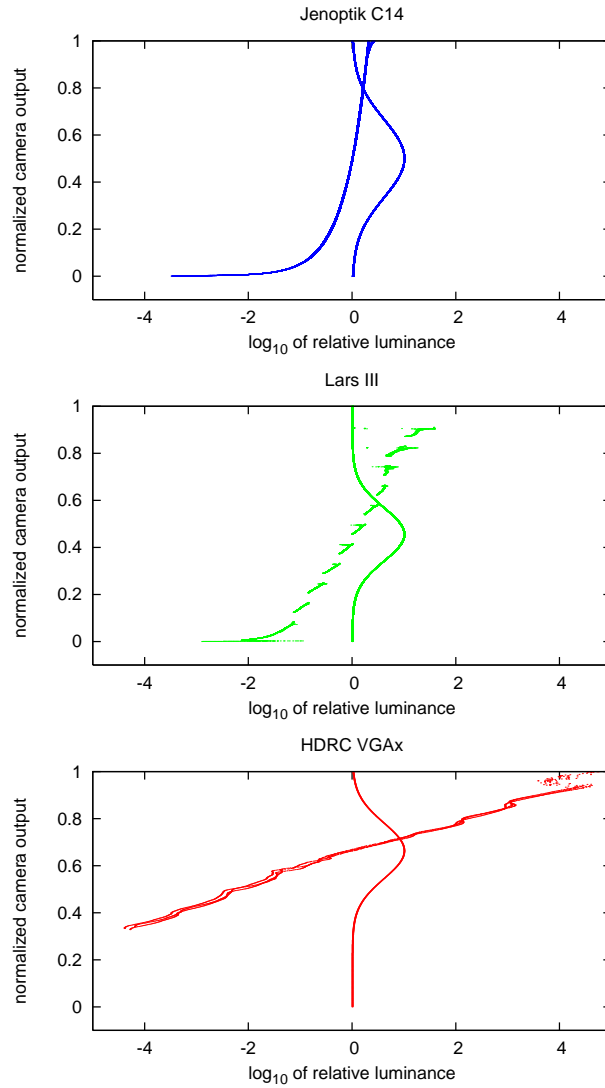 Jenoptik C14
normalized camera output
1
0.8
0.6
0.4
0.2
0
-4 -2 0 2 4
log10 of relative luminance
Lars III
normalized camera output
1
0.8
0.6
0.4
0.2
0
-4 -2 0 2 4
log10 of relative luminance
HDRC VGAx
normalized camera output
1
0.8
0.6
0.4
0.2
0
-4 -2 0 2 4
log10 of relative luminance